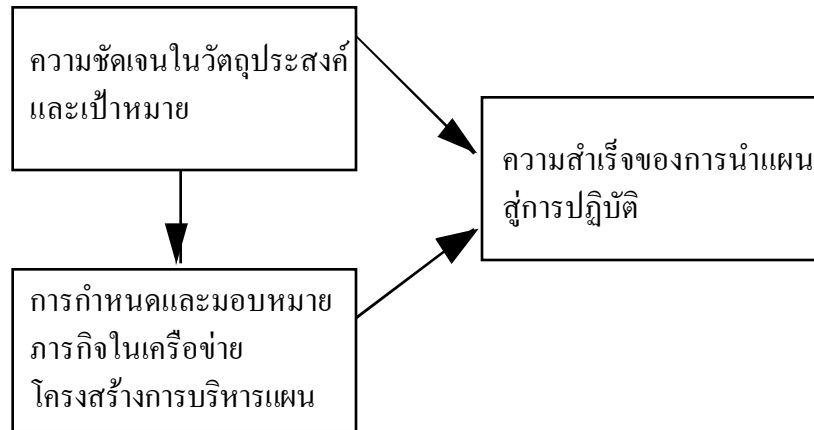 ความชัดเจนในวัตถุประสงค์
และเป้าหมาย
ความสำเร็จของการนำแผน
สู่การปฏิบัติ
การกำหนดและมอบหมาย
ภารกิจในเครือข่าย
โครงสร้างการบริหารแผน